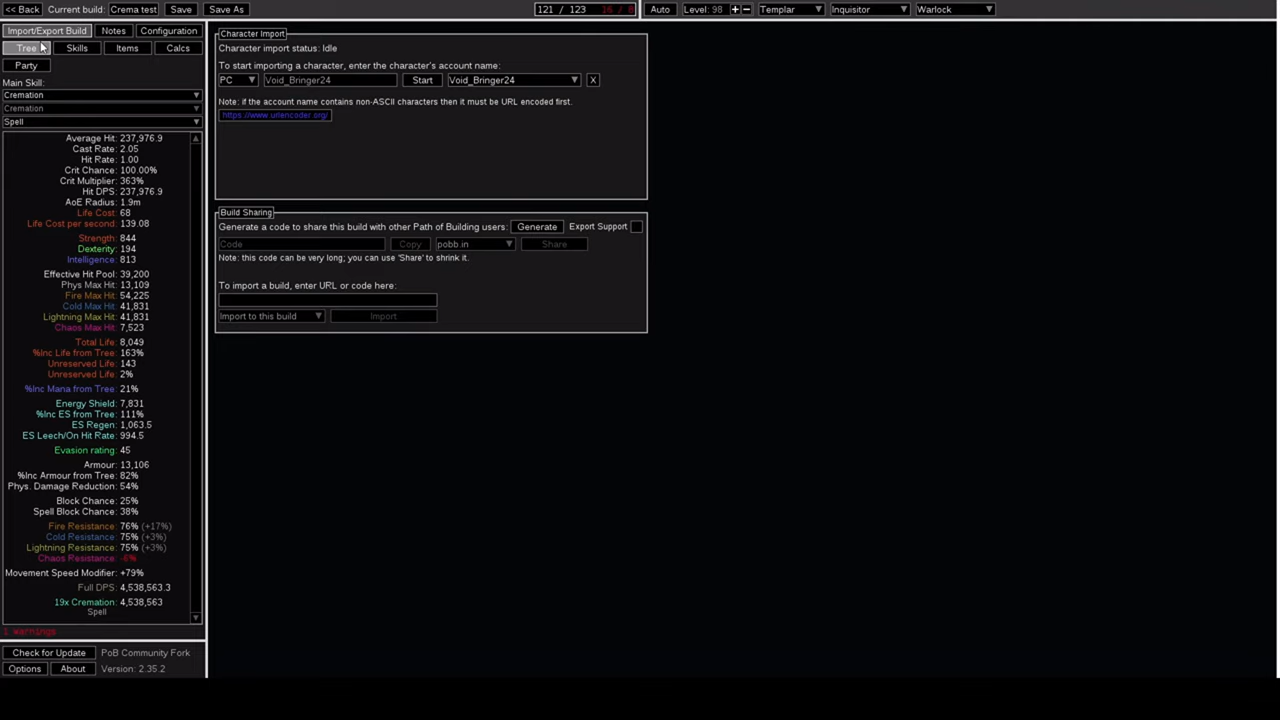 << Back Current build: Crema test Save Save As 121 / 123 16 / 8 Auto Level: 98 + − Templar Inquisitor Warlock
Import/Export Build Notes Configuration
Tree Skills Items Calcs
Party
Main Skill:
Cremation
Cremation
Spell
Average Hit: 237,976.9
Cast Rate: 2.05
Hit Rate: 1.00
Crit Chance: 100.00%
Crit Multiplier: 363%
Hit DPS: 237,976.9
AoE Radius: 1.9m
Life Cost: 68
Life Cost per second: 139.08
Strength: 844
Dexterity: 194
Intelligence: 813
Effective Hit Pool: 39,200
Phys Max Hit: 13,109
Fire Max Hit: 54,225
Cold Max Hit: 41,831
Lightning Max Hit: 41,831
Chaos Max Hit: 7,523
Total Life: 8,049
%Inc Life from Tree: 163%
Unreserved Life: 143
Unreserved Life: 2%
%Inc Mana from Tree: 21%
Energy Shield: 7,831
%Inc ES from Tree: 111%
ES Regen: 1,063.5
ES Leech/On Hit Rate: 994.5
Evasion rating: 45
Armour: 13,106
%Inc Armour from Tree: 82%
Phys. Damage Reduction: 54%
Block Chance: 25%
Spell Block Chance: 38%
Fire Resistance: 76% (+17%)
Cold Resistance: 75% (+3%)
Lightning Resistance: 75% (+3%)
Chaos Resistance: -6%
Movement Speed Modifier: +79%
Full DPS: 4,538,563.3
19x Cremation: 4,538,563
Spell
1 warnings
Check for Update PoB Community Fork
Options About Version: 2.35.2
Character Import
Character import status: Idle
To start importing a character, enter the character's account name:
PC Void_Bringer24 Start Void_Bringer24 X
Note: if the account name contains non-ASCII characters then it must be URL encoded first.
https://www.urlencoder.org/
Build Sharing
Generate a code to share this build with other Path of Building users: Generate Export Support
Code Copy pobb.in Share
Note: this code can be very long; you can use 'Share' to shrink it.
To import a build, enter URL or code here:
Import to this build Import